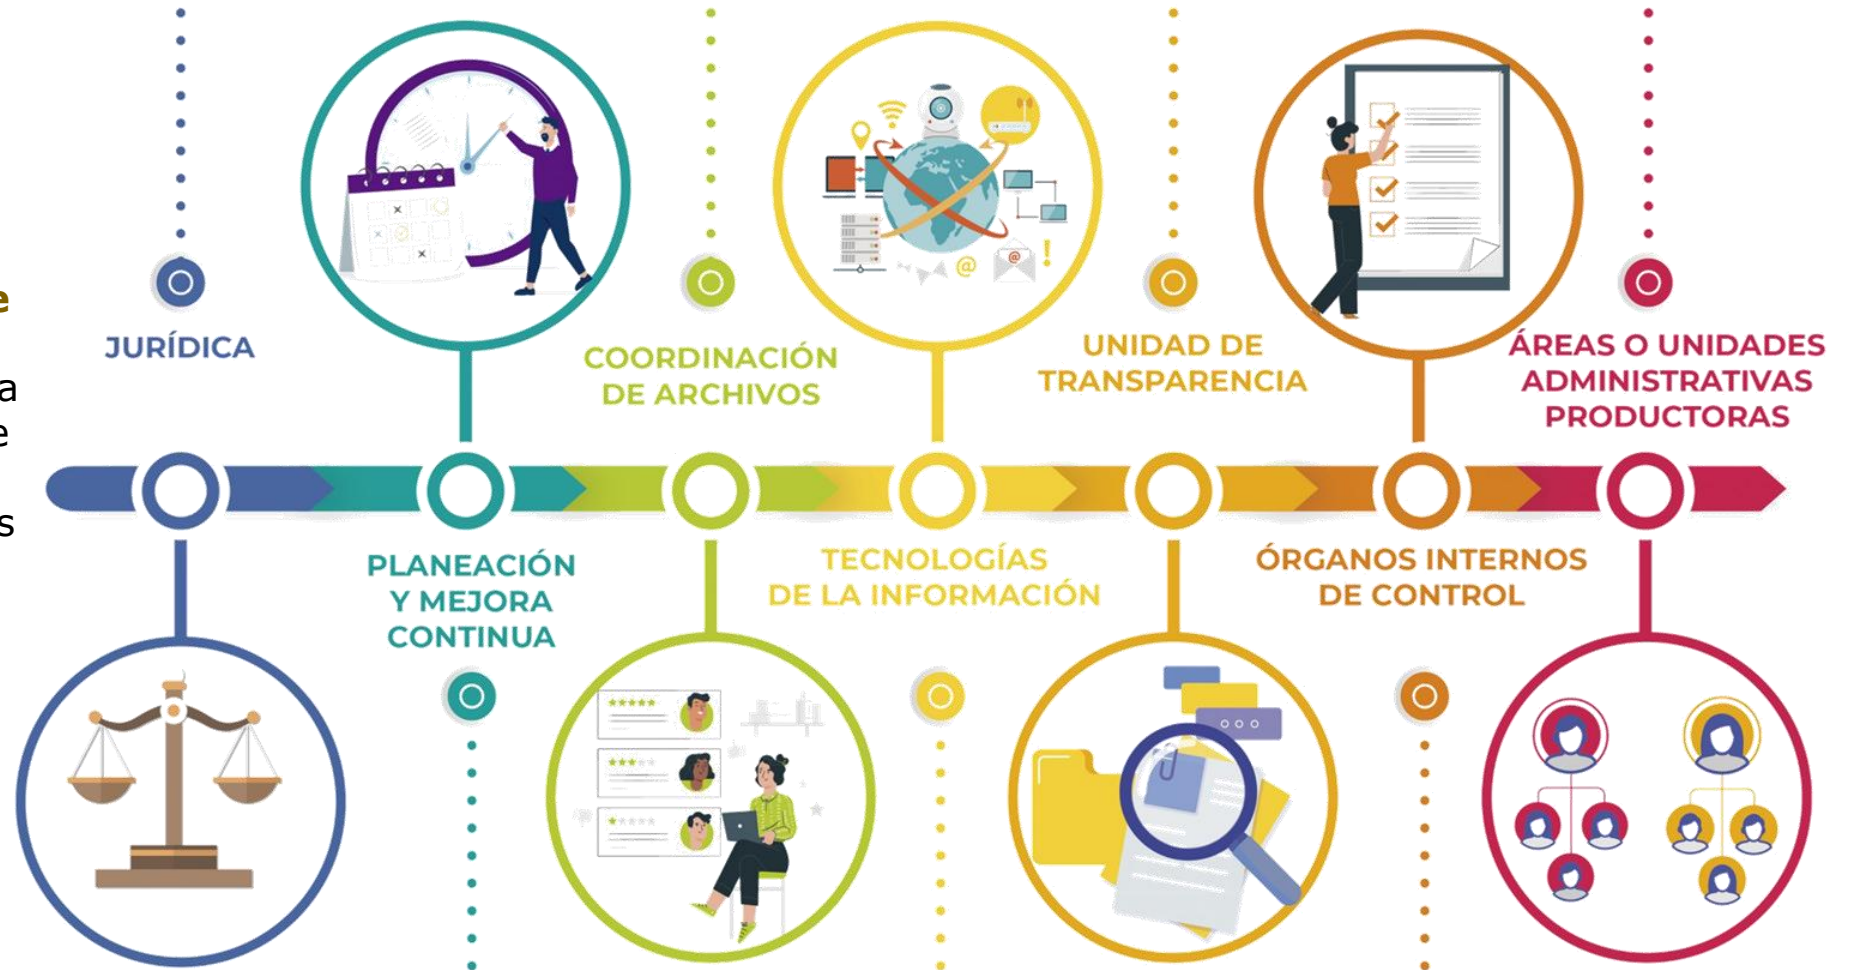 e
a
e
s
JURÍDICA
PLANEACIÓN
Y MEJORA
CONTINUA
COORDINACIÓN
DE ARCHIVOS
TECNOLOGÍAS
DE LA INFORMACIÓN
UNIDAD DE
TRANSPARENCIA
ÓRGANOS INTERNOS
DE CONTROL
ÁREAS O UNIDADES
ADMINISTRATIVAS
PRODUCTORAS